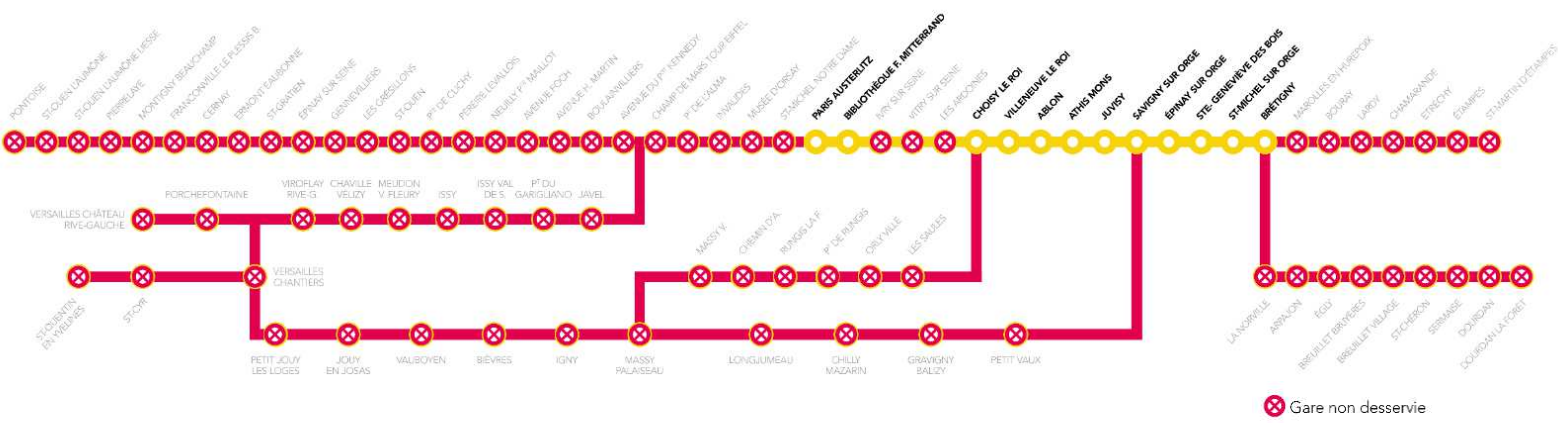 PONTOISE
ST-OUEN L'AUMÔNE
ST-OUEN L'AUMÔNE LIESSE
PIERRELAYE
MONTIGNY BEAUCHAMP
FRANCONVILLE LE PLESSIS B.
CERNAY
ERMONT EAUBONNE
ST-GRATIEN
ÉPINAY SUR SEINE
GENNEVILLIERS
LES GRÉSILLONS
ST-OUEN
PTE DE CLICHY
PEREIRE LEVALLOIS
NEUILLY PTE MAILLOT
AVENUE FOCH
AVENUE H. MARTIN
BOULAINVILLIERS
AVENUE DU PDT KENNEDY
CHAMP DE MARS TOUR EIFFEL
PT DE L'ALMA
INVALIDES
MUSÉE D'ORSAY
ST-MICHEL NOTRE DAME
PARIS AUSTERLITZ
BIBLIOTHÈQUE F. MITTERRAND
IVRY SUR SEINE
VITRY SUR SEINE
LES ARDOINES
CHOISY LE ROI
VILLENEUVE LE ROI
ABLON
ATHIS MONS
JUVISY
SAVIGNY SUR ORGE
ÉPINAY SUR ORGE
STE- GENEVIÈVE DES BOIS
ST-MICHEL SUR ORGE
BRÉTIGNY
MAROLLES EN HUREPOIX
BOURAY
LARDY
CHAMARANDE
ETRÉCHY
ÉTAMPES
ST-MARTIN D'ÉTAMPES
VERSAILLES CHÂTEAU
RIVE-GAUCHE
PORCHEFONTAINE
VIROFLAY
RIVE-G.
CHAVILLE
VÉLIZY
MEUDON
V. FLEURY
ISSY
ISSY VAL
DE S.
PT DU
GARIGLIANO
JAVEL
ST-QUENTIN
EN YVELINES
ST-CYR
VERSAILLES
CHANTIERS
MASSY V.
CHEMIN D'A.
RUNGIS LA F.
PT DE RUNGIS
ORLY VILLE
LES SAULES
PETIT JOUY
LES LOGES
JOUY
EN JOSAS
VAUBOYEN
BIÈVRES
IGNY
MASSY
PALAISEAU
LONGJUMEAU
CHILLY
MAZARIN
GRAVIGNY
BALIZY
PETIT VAUX
LA NORVILLE
ARPAJON
ÉGLY
BREUILLET BRUYÈRES
BREUILLET VILLAGE
ST-CHÉRON
SERMAISE
DOURDAN
DOURDAN LA FORÊT
Gare non desservie